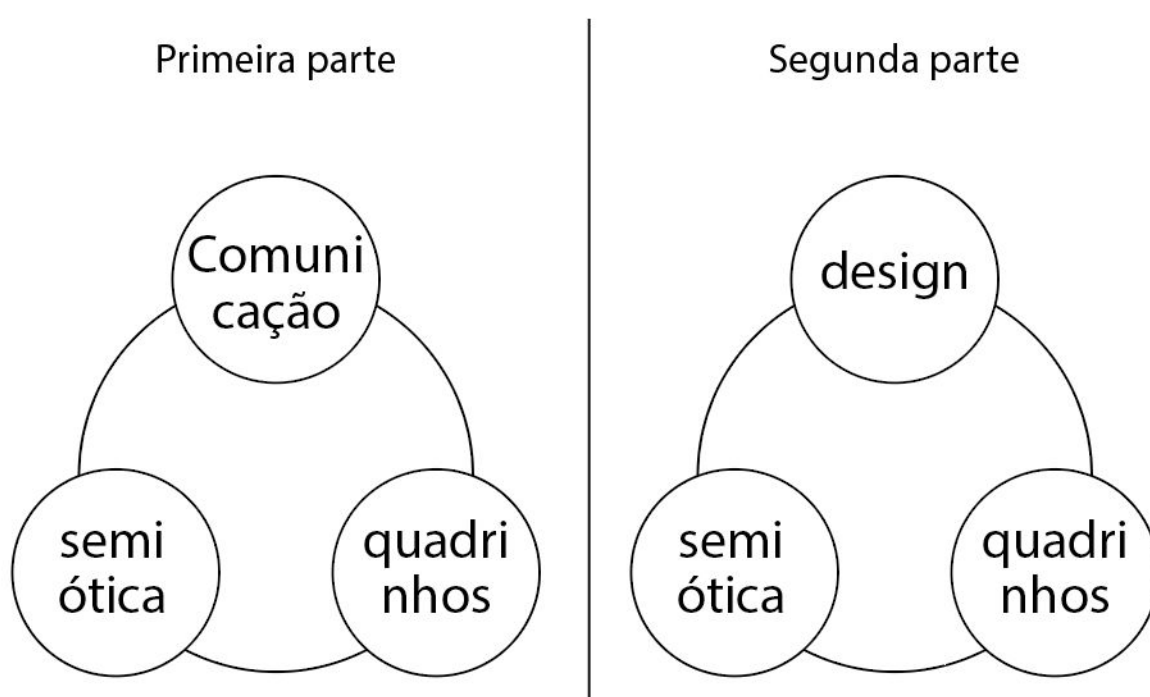 Primeira parte
Comuni
cação
semi
ótica
quadri
nhos
Segunda parte
design
semi
ótica
quadri
nhos